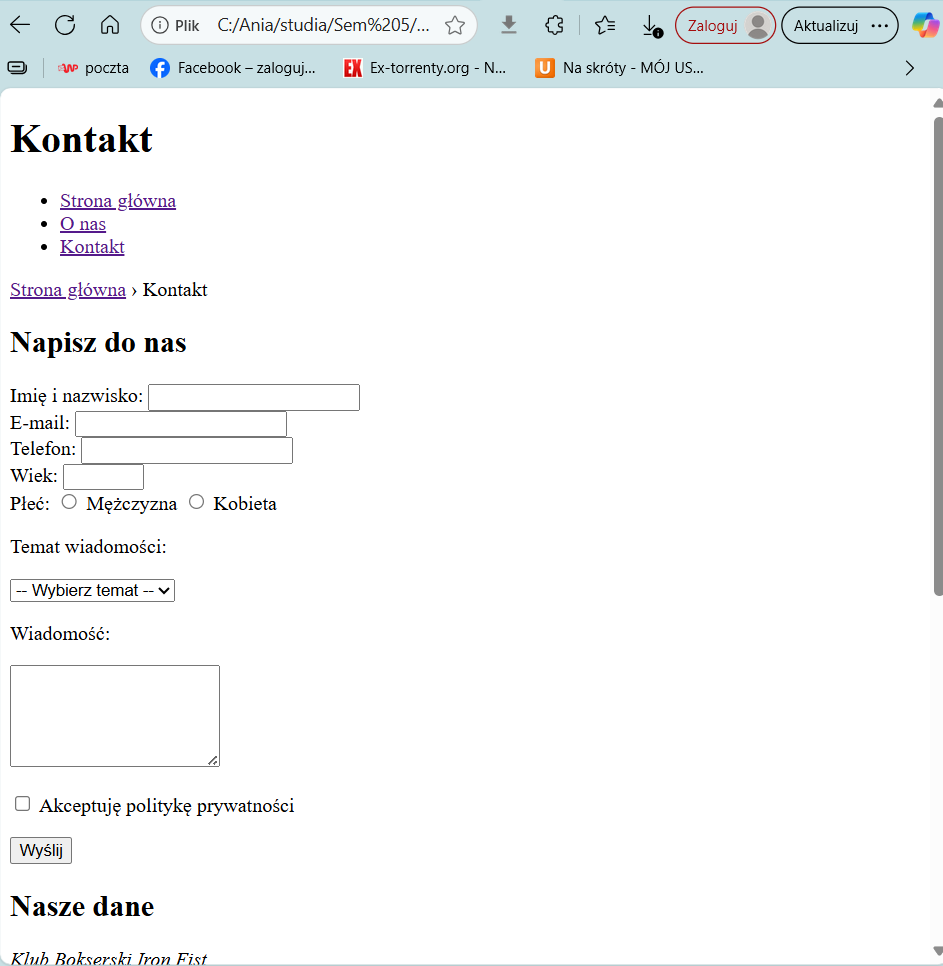 Plik C:/Ania/studia/Sem%205/... Zaloguj Aktualizuj
WP poczta Facebook – zaloguj... EX Ex-torrenty.org - N... U Na skróty - MÓJ US...
Kontakt
Strona główna
O nas
Kontakt
Strona główna › Kontakt
Napisz do nas
Imię i nazwisko:
E-mail:
Telefon:
Wiek:
Płeć: Mężczyzna Kobieta
Temat wiadomości:
-- Wybierz temat --
Wiadomość:
Akceptuję politykę prywatności
Wyślij
Nasze dane
Klub Bokserski Iron Fist